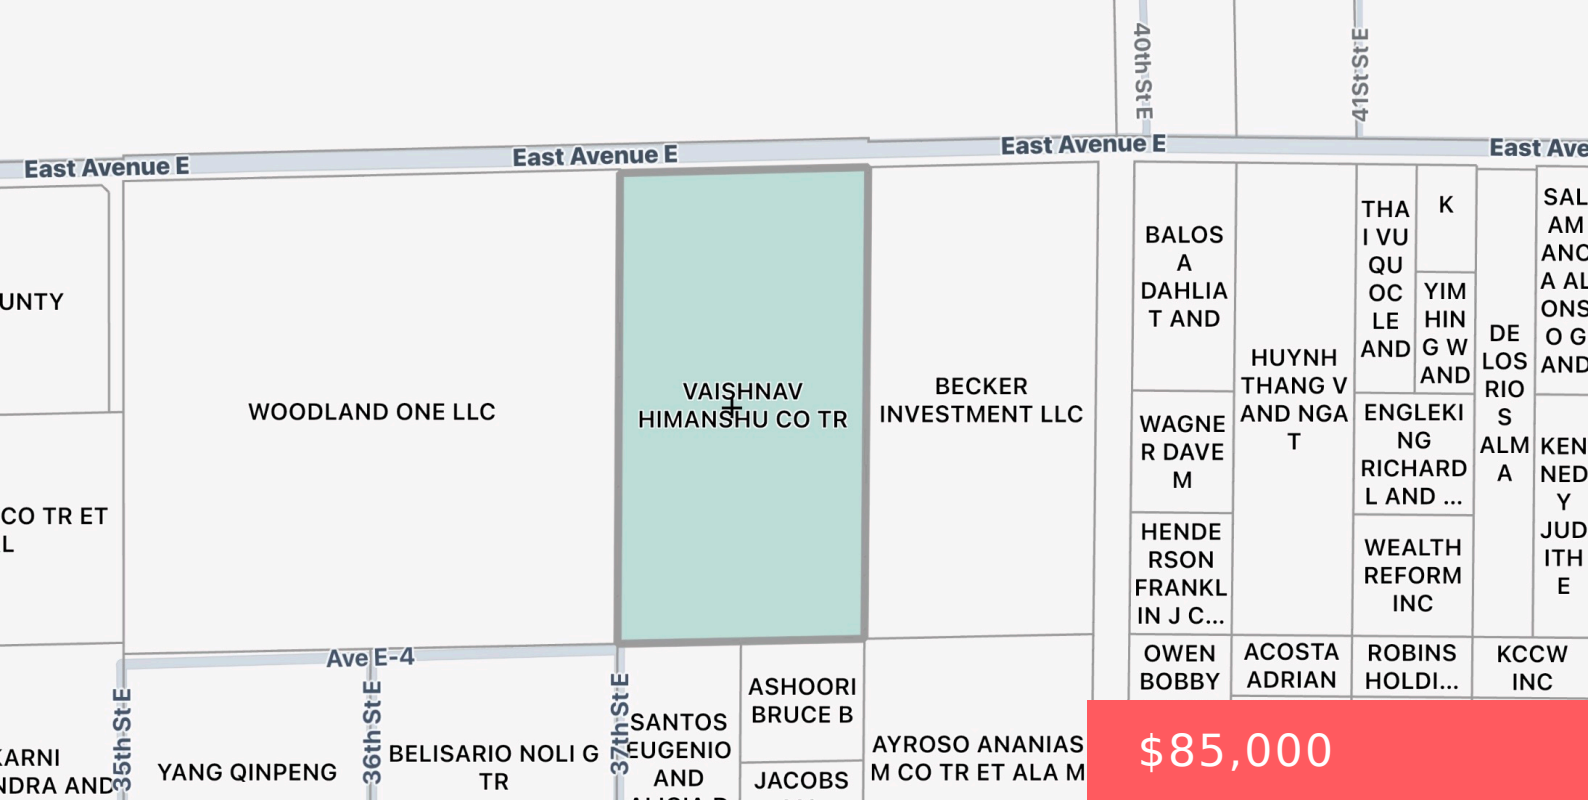 40th St E
41St St E
East Avenue E
East Avenue E
East Avenue E
East Ave
UNTY
WOODLAND ONE LLC
VAISHNAV
HIMANSHU CO TR
BECKER
INVESTMENT LLC
BALOS
A
DAHLIA
T AND
HUYNH
THANG V
AND NGA
T
THA
I VU
QU
OC
LE
AND
K
YIM
HIN
G W
AND
DE
LOS
RIO
S
ALM
A
SAL
AM
ANC
A AL
ONS
O G
AND
WAGNE
R DAVE
M
ENGLEKI
NG
RICHARD
L AND ...
KEN
NED
Y
JUD
ITH
E
CO TR ET
L
HENDE
RSON
FRANKL
IN J C...
WEALTH
REFORM
INC
OWEN
BOBBY
ACOSTA
ADRIAN
ROBINS
HOLDI...
KCCW
INC
Ave E-4
35th St E
36th St E
37th St E
KARNI
NDRA AND
YANG QINPENG
BELISARIO NOLI G
TR
SANTOS
EUGENIO
AND
ASHOORI
BRUCE B
JACOBS
AYROSO ANANIAS
M CO TR ET ALA M
$85,000